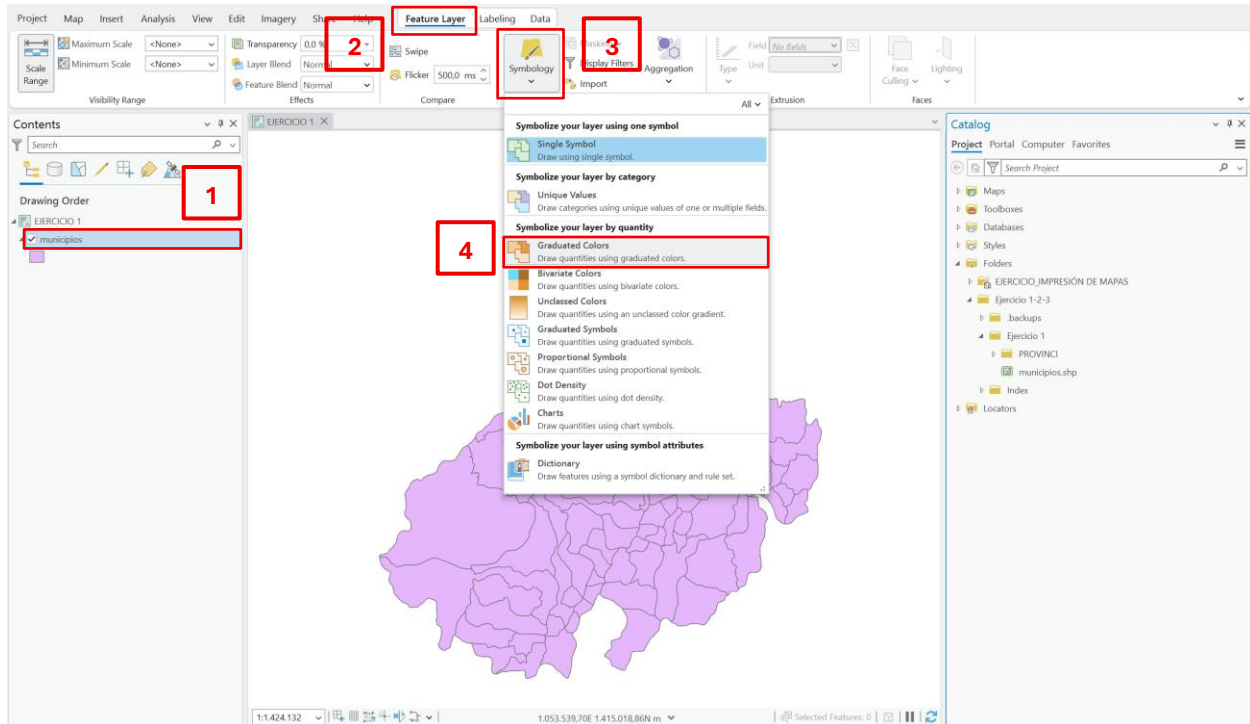 Project Map Insert Analysis View Edit Imagery Share Help Feature Layer Labeling Data
Scale Range
Maximum Scale <None>
Minimum Scale <None>
Visibility Range
Transparency 0,0 %
Layer Blend Normal
Feature Blend Normal
Effects
2
Swipe
Flicker 500,0 ms
Compare
Symbology
Masking
Display Filters
Import
3
Aggregation
Type
Field No fields
Unit
Extrusion
Face Culling
Lighting
Faces
Contents
Search
1
Drawing Order
EJERCICIO 1
municipios
EJERCICIO 1
All
Symbolize your layer using one symbol
Single Symbol
Draw using single symbol.
Symbolize your layer by category
Unique Values
Draw categories using unique values of one or multiple fields.
Symbolize your layer by quantity
4
Graduated Colors
Draw quantities using graduated colors.
Bivariate Colors
Draw quantities using bivariate colors.
Unclassed Colors
Draw quantities using an unclassed color gradient.
Graduated Symbols
Draw quantities using graduated symbols.
Proportional Symbols
Draw quantities using proportional symbols.
Dot Density
Draw quantities using dot density.
Charts
Draw quantities using chart symbols.
Symbolize your layer using symbol attributes
Dictionary
Draw features using a symbol dictionary and rule set.
1:1.424.132
1.053.539,70E 1.415.018,86N m
Selected Features: 0
Catalog
Project Portal Computer Favorites
Search Project
Maps
Toolboxes
Databases
Styles
Folders
EJERCICIO_IMPRESIÓN DE MAPAS
Ejercicio 1-2-3
.backups
Ejercicio 1
PROVINCI
municipios.shp
Index
Locators